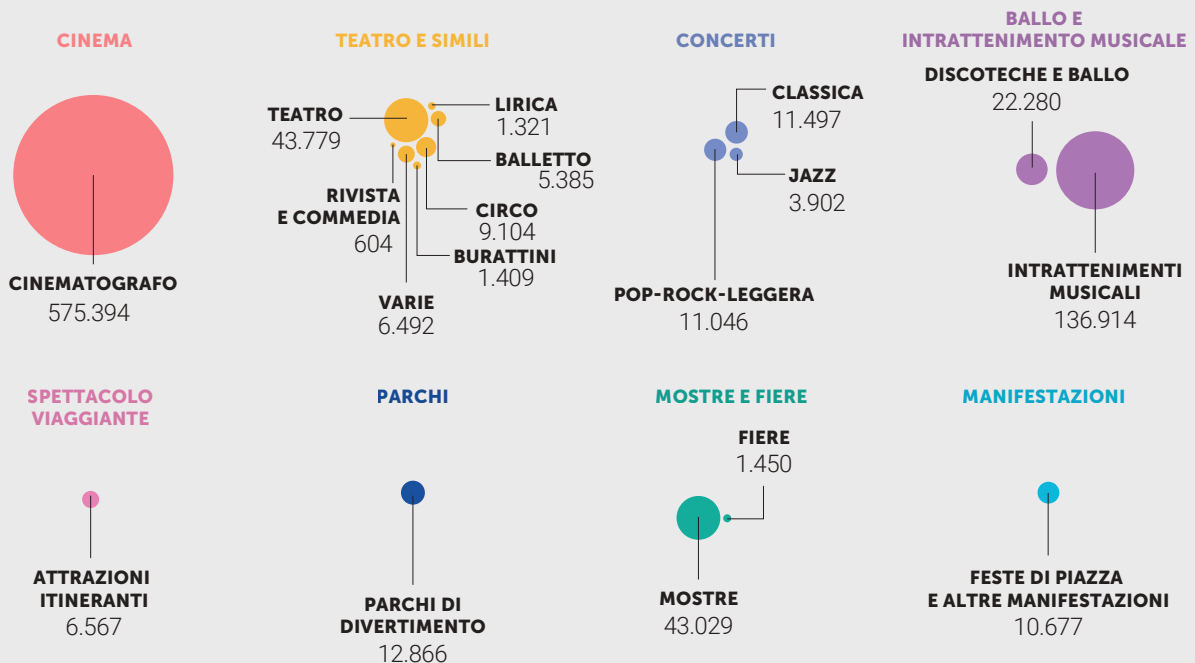 CINEMA
CINEMATOGRAFO
575.394
TEATRO E SIMILI
TEATRO
43.779
LIRICA
1.321
BALLETTO
5.385
RIVISTA
E COMMEDIA
604
CIRCO
9.104
BURATTINI
1.409
VARIE
6.492
CONCERTI
CLASSICA
11.497
JAZZ
3.902
POP-ROCK-LEGGERA
11.046
BALLO E
INTRATTENIMENTO MUSICALE
DISCOTECHE E BALLO
22.280
INTRATTENIMENTI
MUSICALI
136.914
SPETTACOLO
VIAGGIANTE
ATTRAZIONI
ITINERANTI
6.567
PARCHI
PARCHI DI
DIVERTIMENTO
12.866
MOSTRE E FIERE
FIERE
1.450
MOSTRE
43.029
MANIFESTAZIONI
FESTE DI PIAZZA
E ALTRE MANIFESTAZIONI
10.677